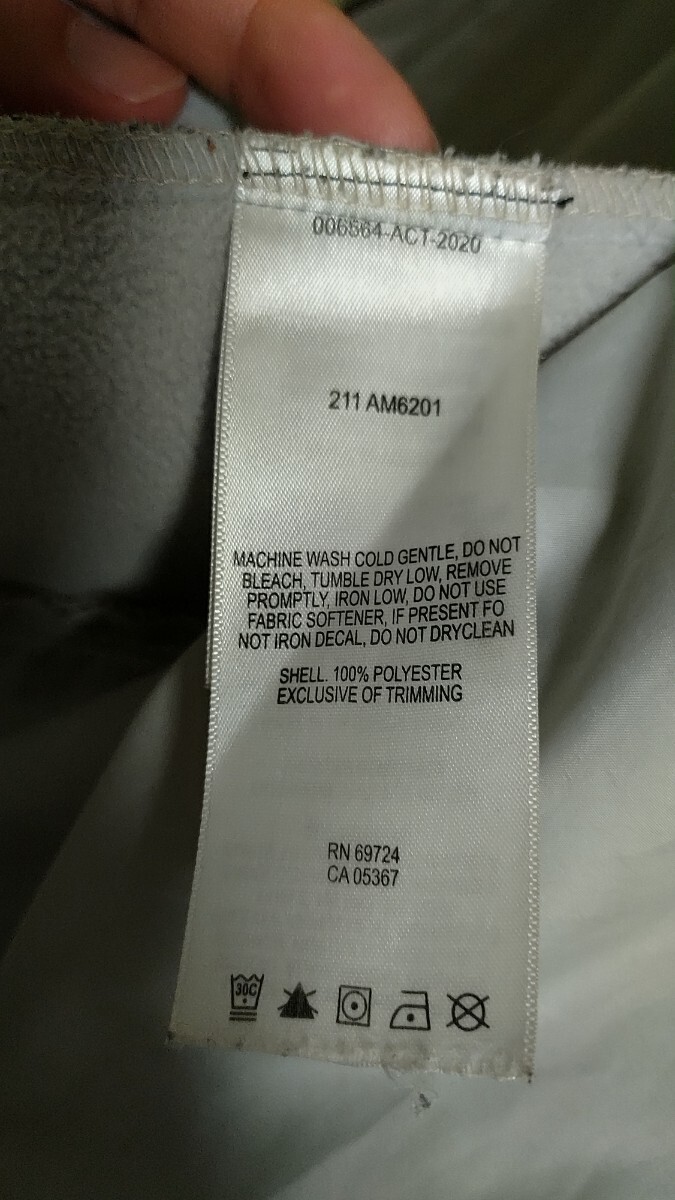 006564-ACT-2020
211 AM6201
MACHINE WASH COLD GENTLE, DO NOT
BLEACH, TUMBLE DRY LOW, REMOVE
PROMPTLY, IRON LOW, DO NOT USE
FABRIC SOFTENER, IF PRESENT FO
NOT IRON DECAL, DO NOT DRYCLEAN
SHELL. 100% POLYESTER
EXCLUSIVE OF TRIMMING
RN 69724
CA 05367
30C